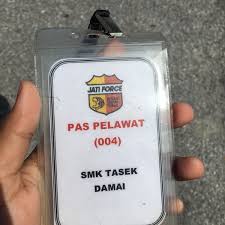 JATI FORCE
PAS PELAWAT
(004)
SMK TASEK
DAMAI